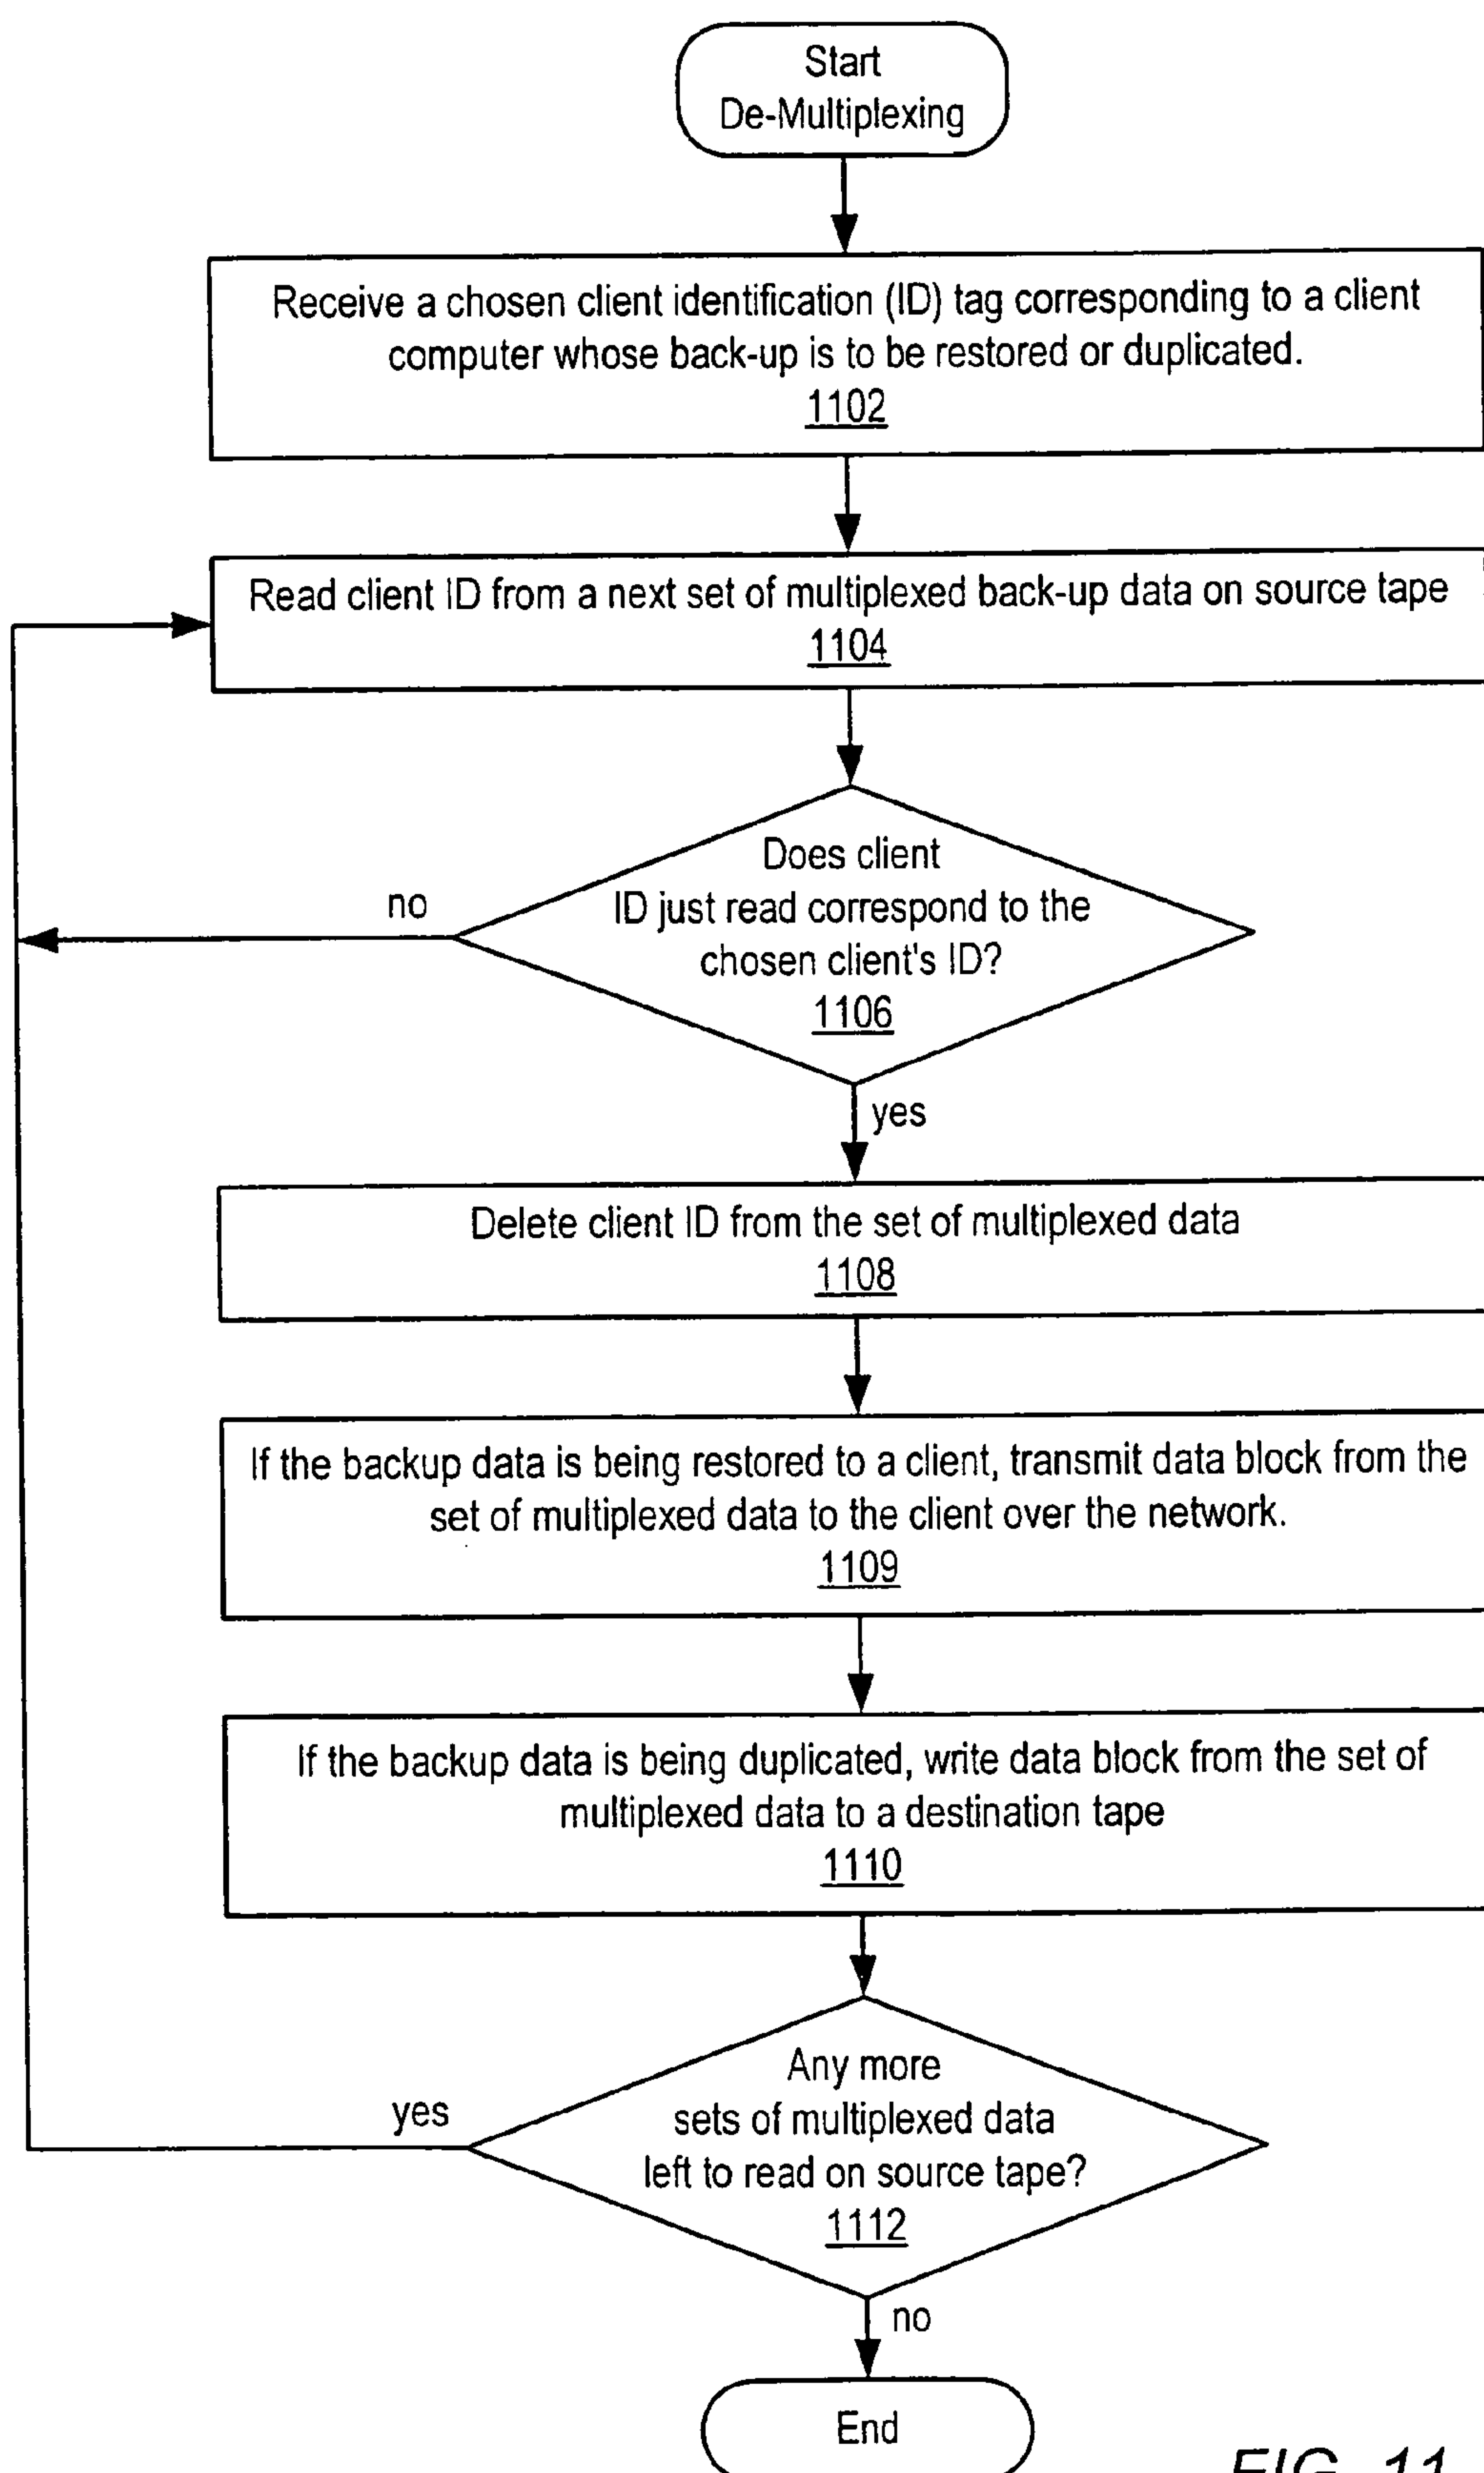 Start
De-Multiplexing
Receive a chosen client identification (ID) tag corresponding to a client
computer whose back-up is to be restored or duplicated.
1102
Read client ID from a next set of multiplexed back-up data on source tape
1104
Does client
ID just read correspond to the
chosen client's ID?
1106
no
yes
Delete client ID from the set of multiplexed data
1108
If the backup data is being restored to a client, transmit data block from the
set of multiplexed data to the client over the network.
1109
If the backup data is being duplicated, write data block from the set of
multiplexed data to a destination tape
1110
Any more
sets of multiplexed data
left to read on source tape?
1112
yes
no
End
FIG. 11